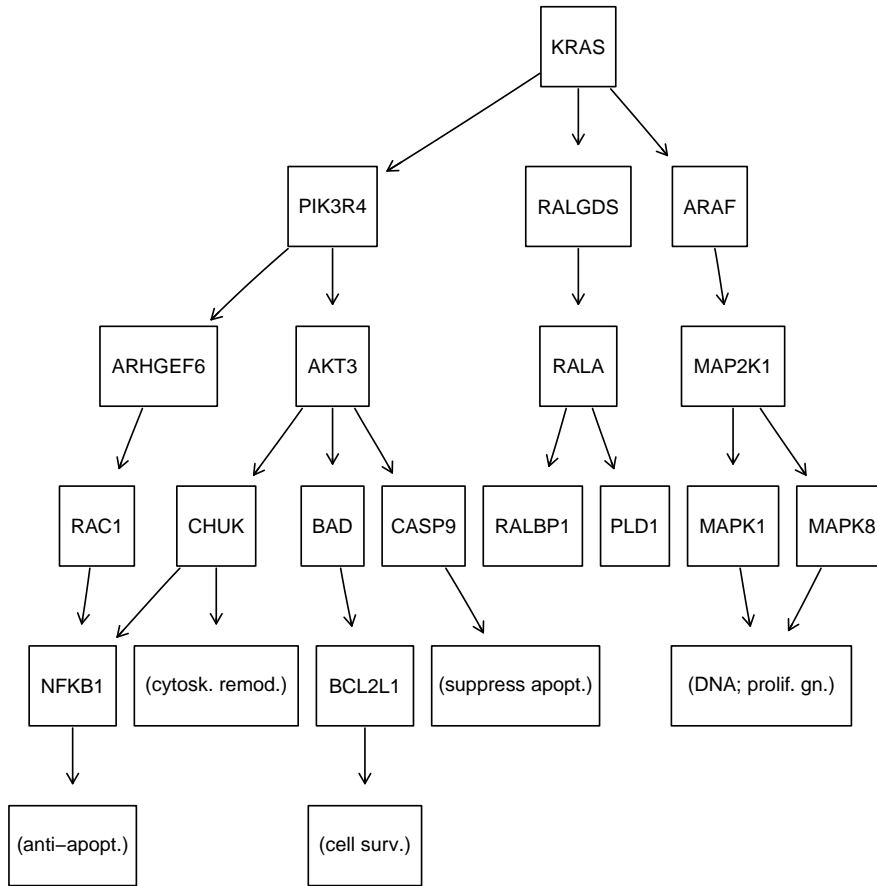 KRAS
PIK3R4
RALGDS
ARAF
ARHGEF6
AKT3
RALA
MAP2K1
RAC1
CHUK
BAD
CASP9
RALBP1
PLD1
MAPK1
MAPK8
NFKB1
(cytosk. remod.)
BCL2L1
(suppress apopt.)
(DNA; prolif. gn.)
(anti−apopt.)
(cell surv.)